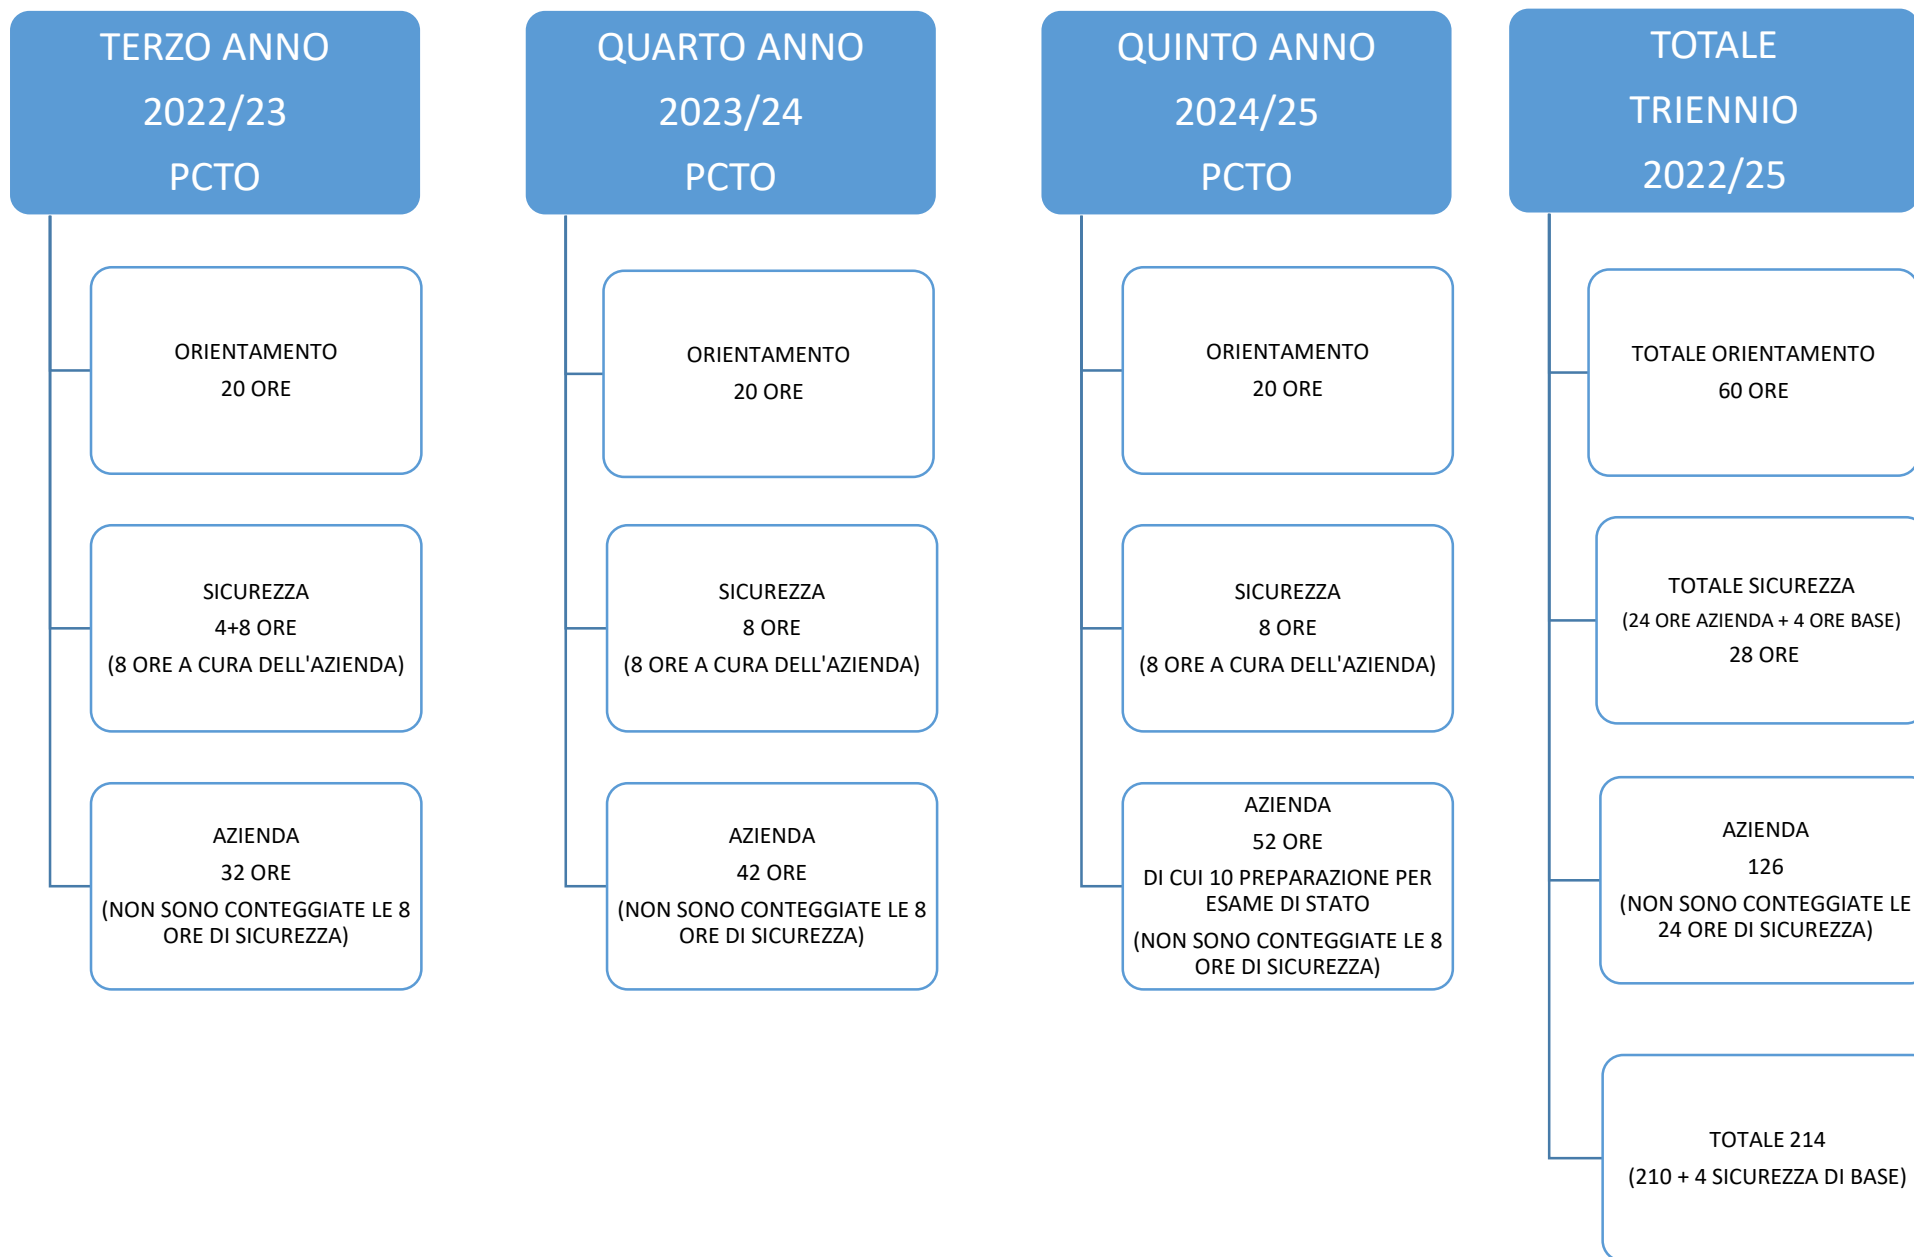 TERZO ANNO
2022/23
PCTO
ORIENTAMENTO
20 ORE
SICUREZZA
4+8 ORE
(8 ORE A CURA DELL'AZIENDA)
AZIENDA
32 ORE
(NON SONO CONTEGGIATE LE 8
ORE DI SICUREZZA)
QUARTO ANNO
2023/24
PCTO
ORIENTAMENTO
20 ORE
SICUREZZA
8 ORE
(8 ORE A CURA DELL'AZIENDA)
AZIENDA
42 ORE
(NON SONO CONTEGGIATE LE 8
ORE DI SICUREZZA)
QUINTO ANNO
2024/25
PCTO
ORIENTAMENTO
20 ORE
SICUREZZA
8 ORE
(8 ORE A CURA DELL'AZIENDA)
AZIENDA
52 ORE
DI CUI 10 PREPARAZIONE PER
ESAME DI STATO
(NON SONO CONTEGGIATE LE 8
ORE DI SICUREZZA)
TOTALE
TRIENNIO
2022/25
TOTALE ORIENTAMENTO
60 ORE
TOTALE SICUREZZA
(24 ORE AZIENDA + 4 ORE BASE)
28 ORE
AZIENDA
126
(NON SONO CONTEGGIATE LE
24 ORE DI SICUREZZA)
TOTALE 214
(210 + 4 SICUREZZA DI BASE)